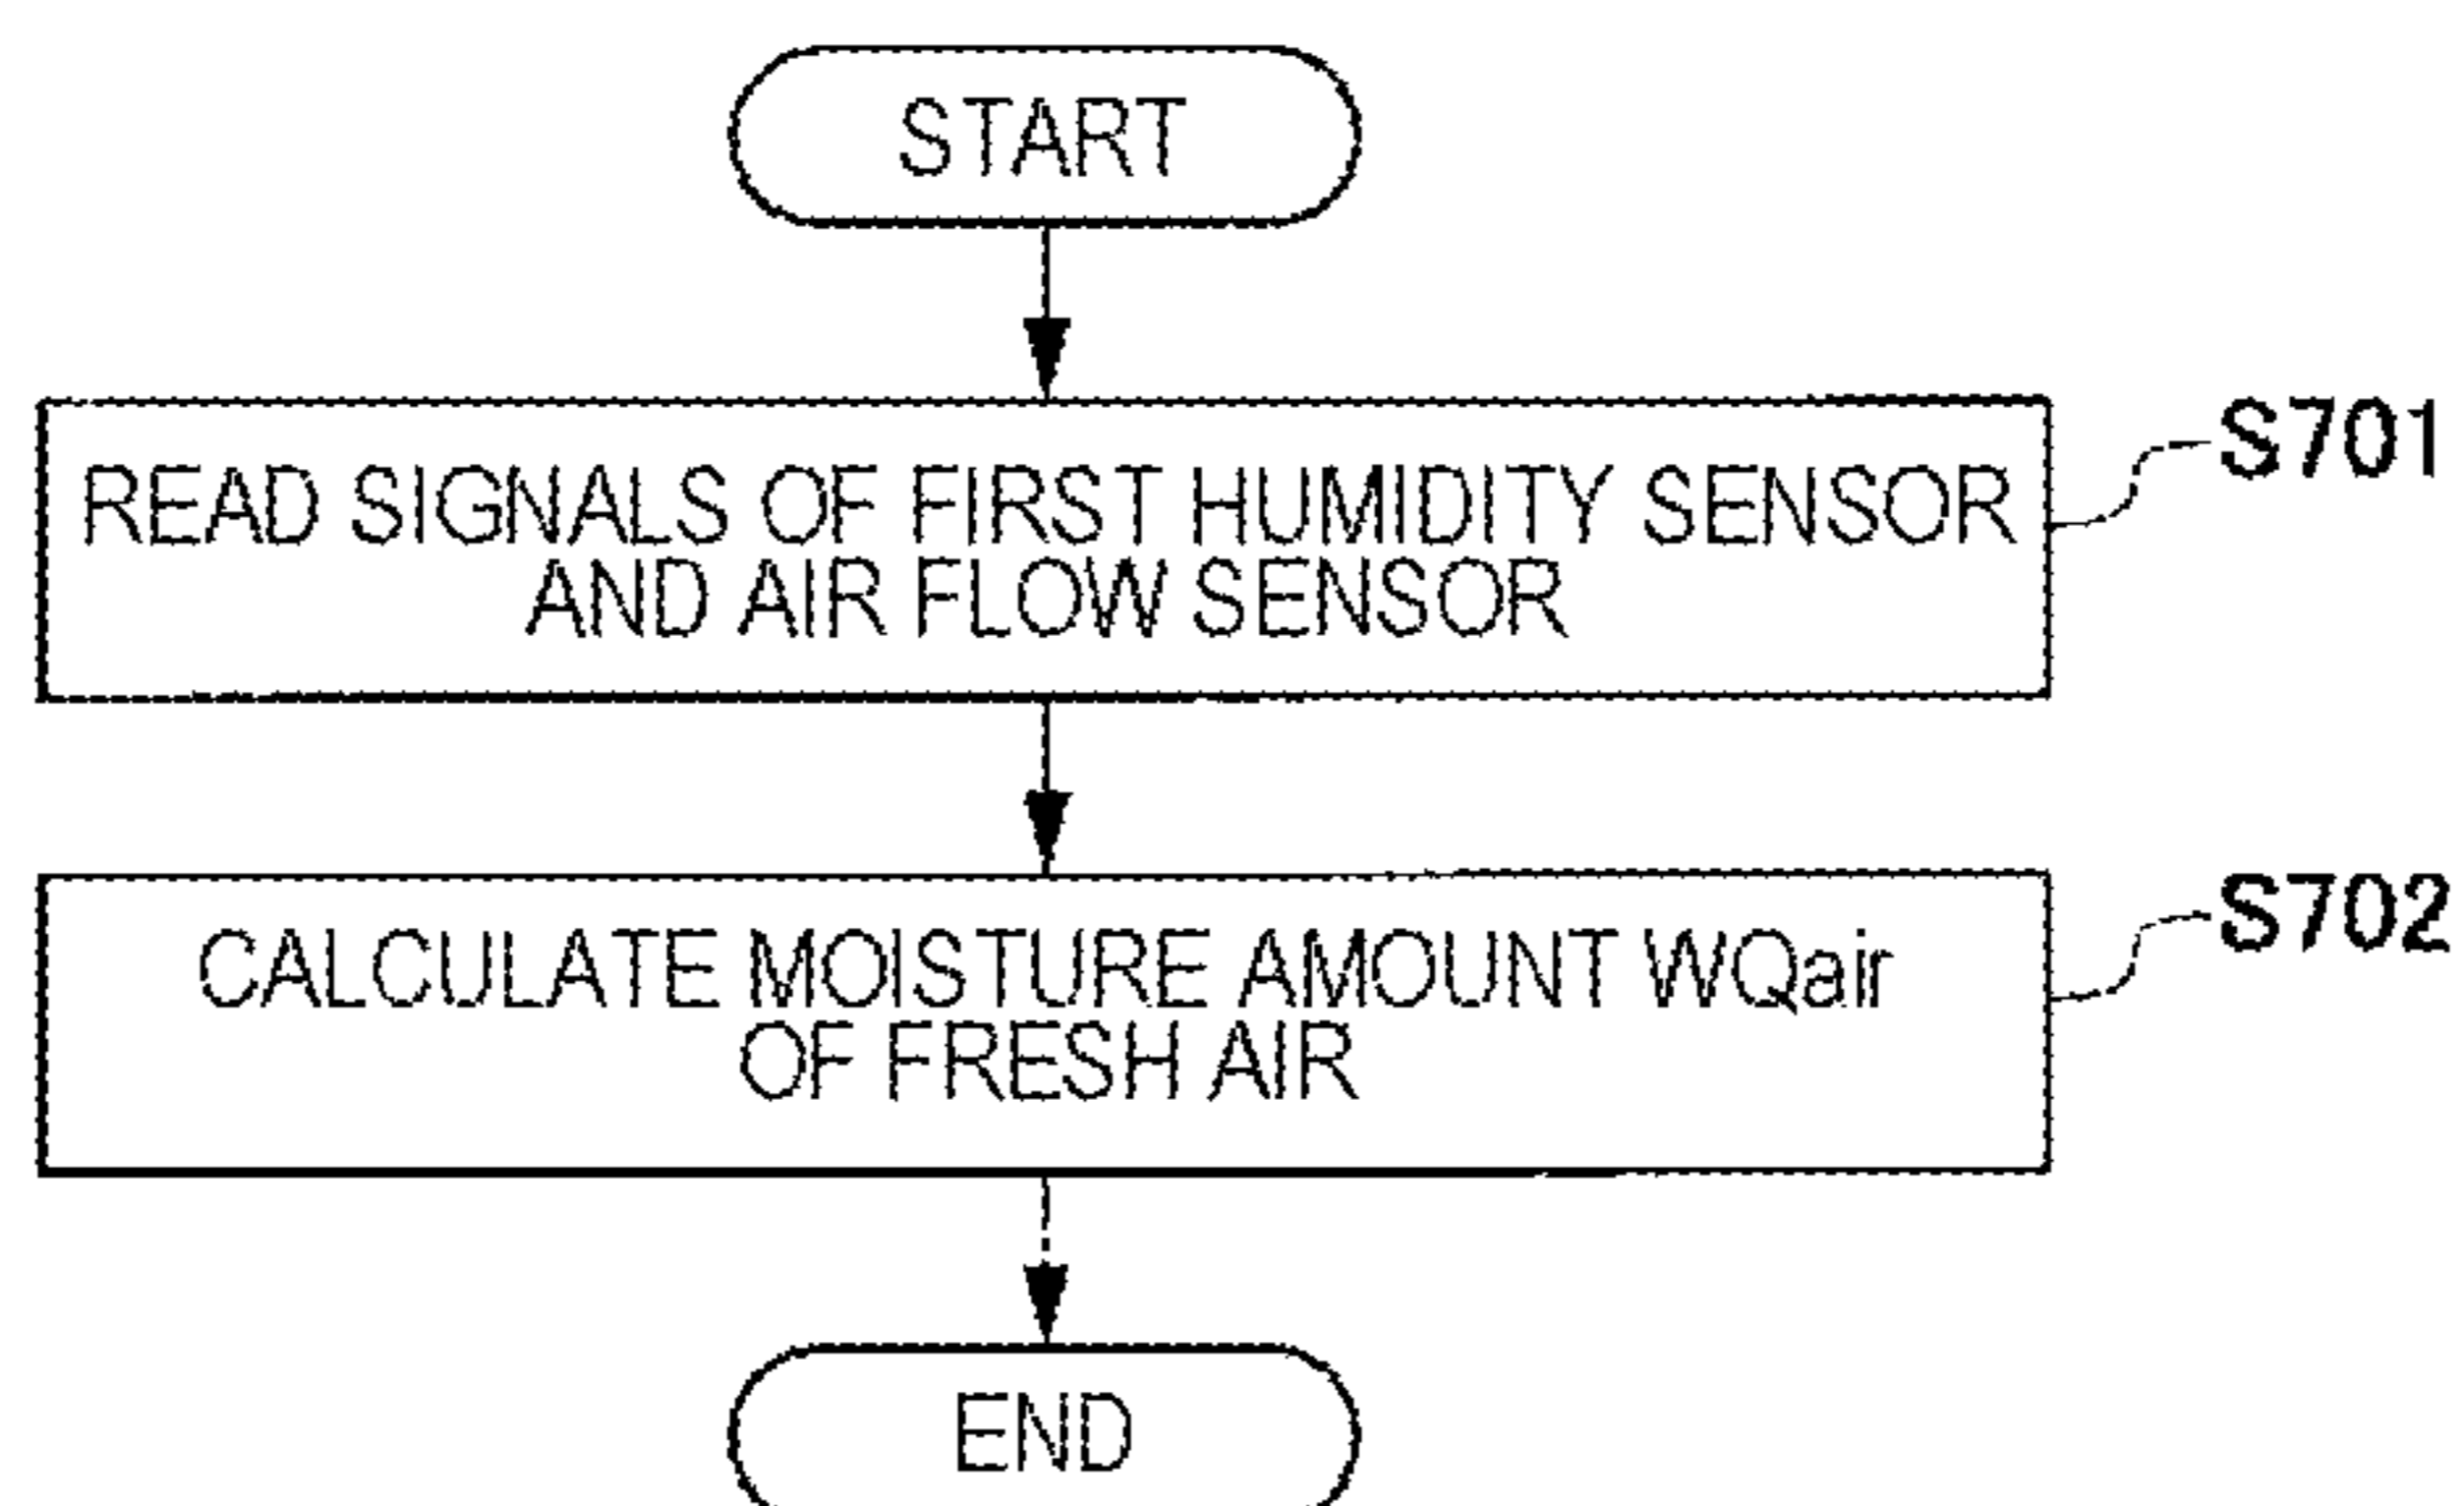 START
READ SIGNALS OF FIRST HUMIDITY SENSOR
AND AIR FLOW SENSOR
S701
CALCULATE MOISTURE AMOUNT WQair
OF FRESH AIR
S702
END